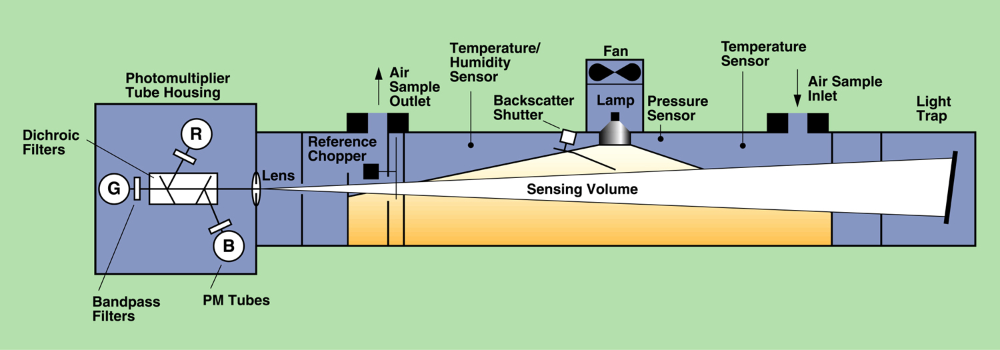 Photomultiplier
Tube Housing
Dichroic
Filters
R
G
B
Bandpass
Filters
PM Tubes
Lens
Reference
Chopper
Air
Sample
Outlet
Temperature/
Humidity
Sensor
Backscatter
Shutter
Fan
Lamp
Pressure
Sensor
Temperature
Sensor
Air Sample
Inlet
Light
Trap
Sensing Volume